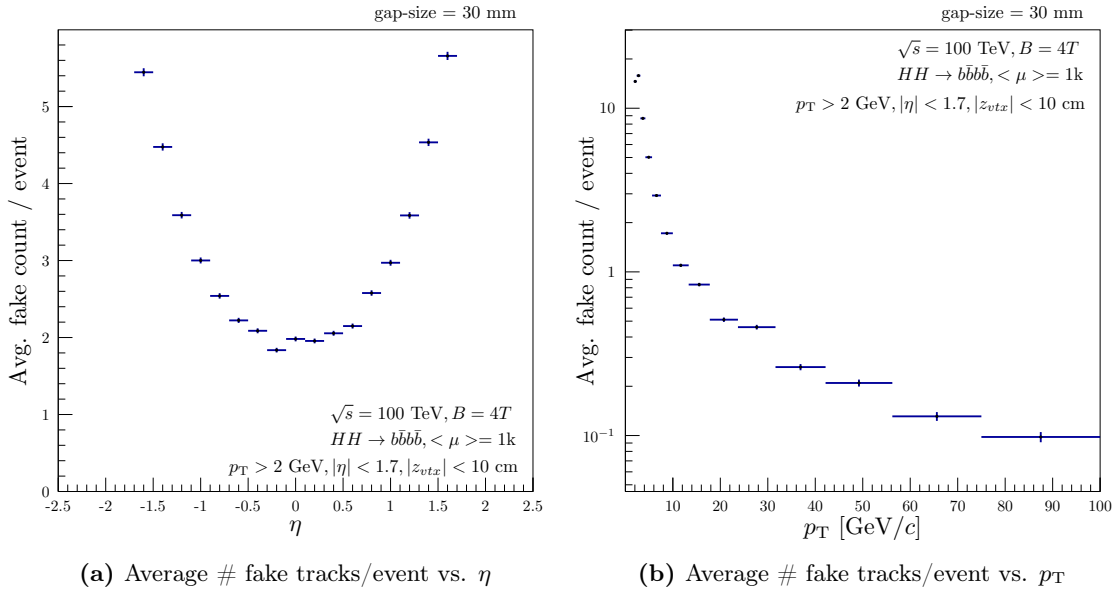 gap-size = 30 mm
Avg. fake count / event
5
4
3
2
1
0
√s = 100 TeV, B = 4T
HH → bb̄bb̄, < μ >= 1k
p_T > 2 GeV, |η| < 1.7, |z_vtx| < 10 cm
-2.5 -2 -1.5 -1 -0.5 0 0.5 1 1.5 2 2.5
η
(a) Average # fake tracks/event vs. η
gap-size = 30 mm
√s = 100 TeV, B = 4T
HH → bb̄bb̄, < μ >= 1k
p_T > 2 GeV, |η| < 1.7, |z_vtx| < 10 cm
Avg. fake count / event
10
1
10⁻¹
10 20 30 40 50 60 70 80 90 100
p_T [GeV/c]
(b) Average # fake tracks/event vs. p_T